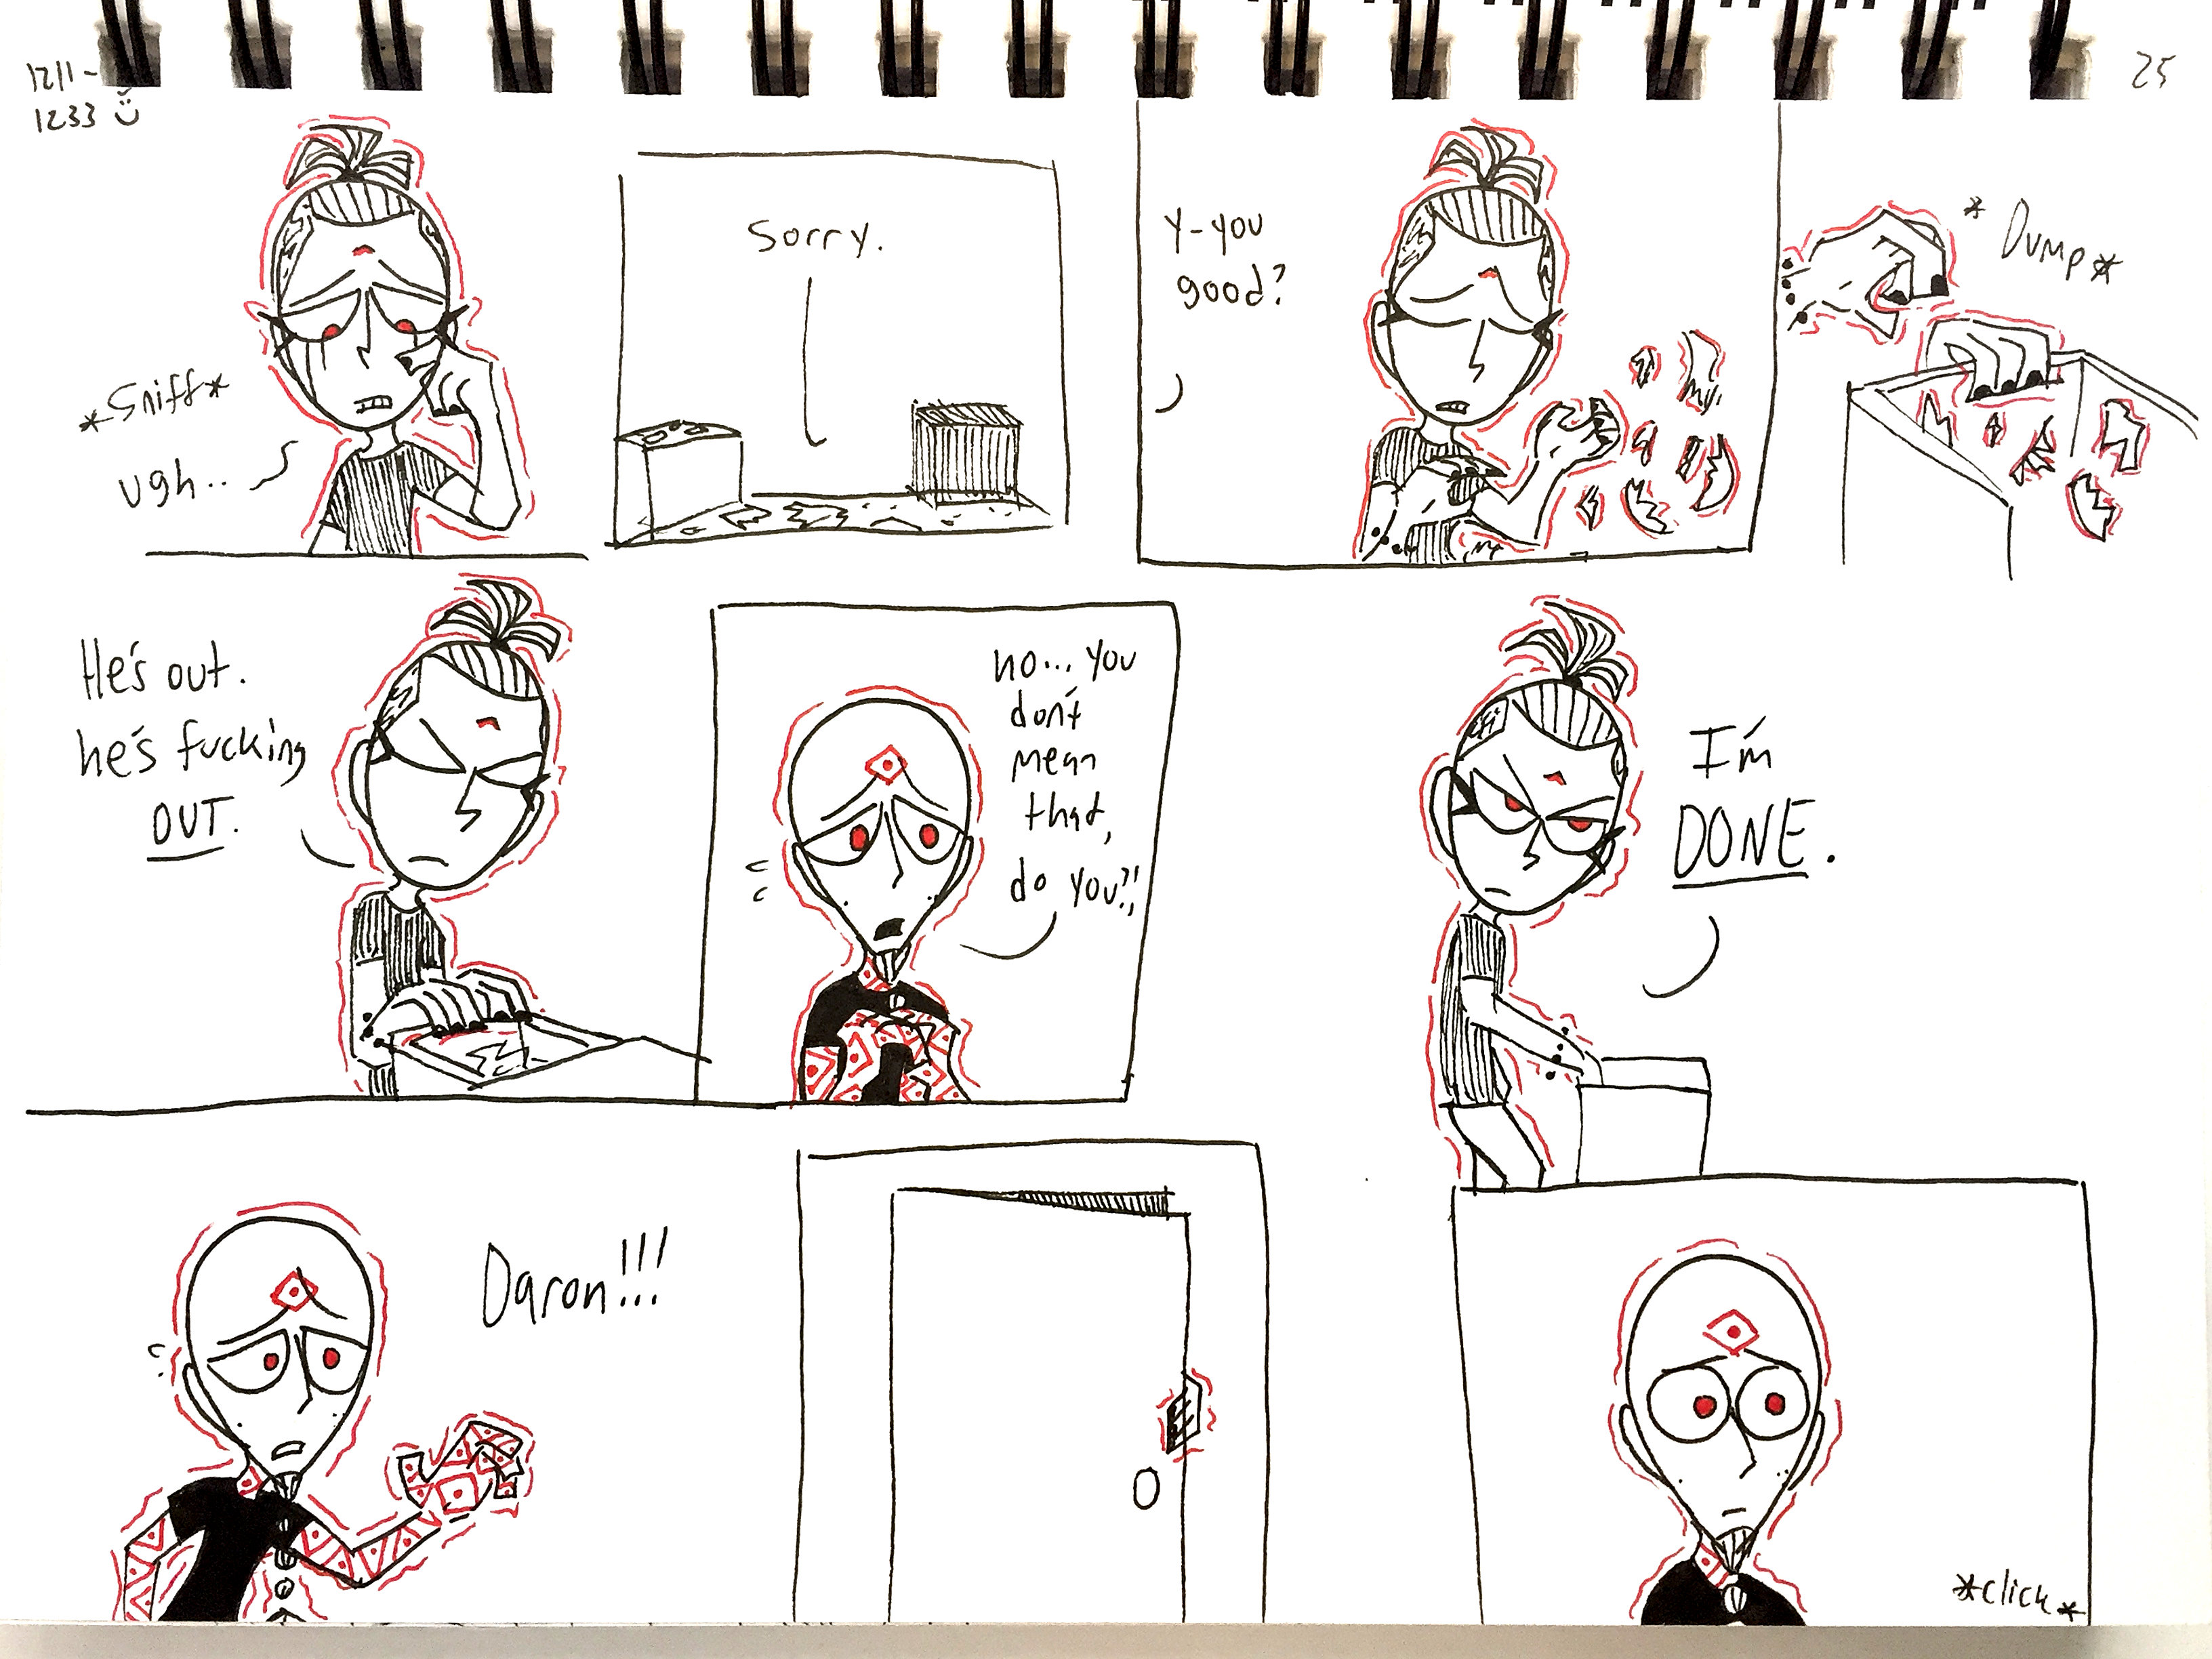 12/1-
1233 Ü
25
*Sniff*
ugh..
Sorry.
Y-you
good?
*Dump*
He's out.
he's fucking
OUT.
no... you
don't
mean
that,
do you?!
I'm
DONE.
Daron!!!
*click*